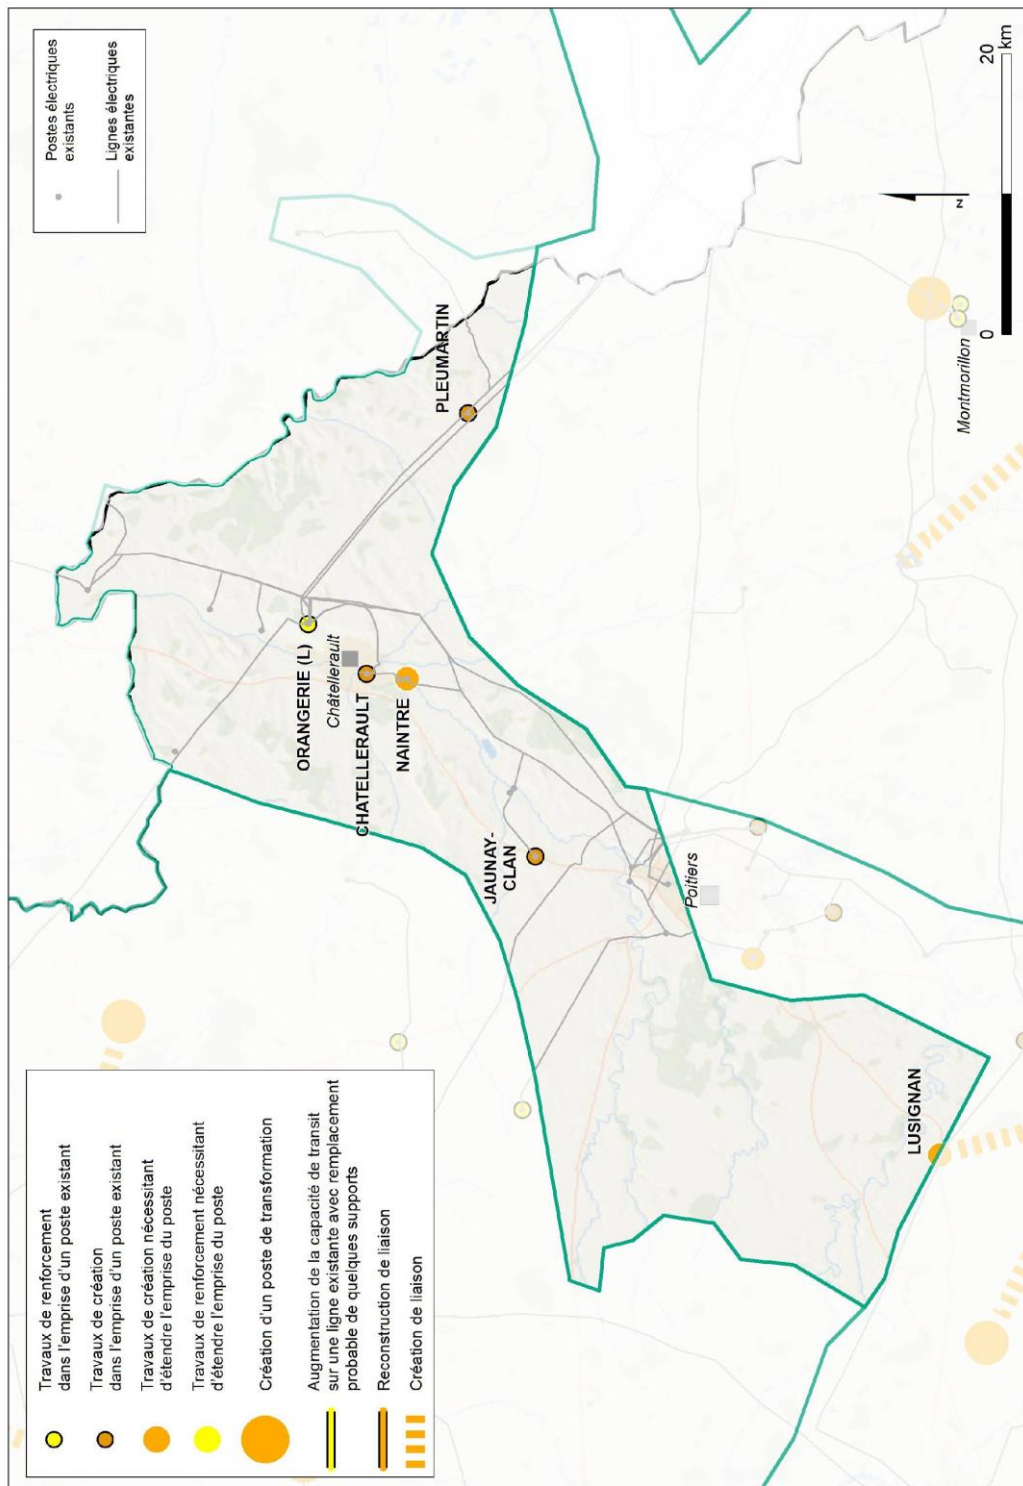 Postes électriques
existants
Lignes électriques
existantes
Travaux de renforcement
dans l'emprise d'un poste existant
Travaux de création
dans l'emprise d'un poste existant
Travaux de création nécessitant
d'étendre l'emprise du poste
Travaux de renforcement nécessitant
d'étendre l'emprise du poste
Création d'un poste de transformation
Augmentation de la capacité de transit
sur une ligne existante avec remplacement
probable de quelques supports
Reconstruction de liaison
Création de liaison
ORANGERIE (L)
Châtellerault
CHATELLERAULT
NAINTRE
PLEUMARTIN
JAUNAY-
CLAN
Poitiers
LUSIGNAN
Montmorillon
N
0
20
km